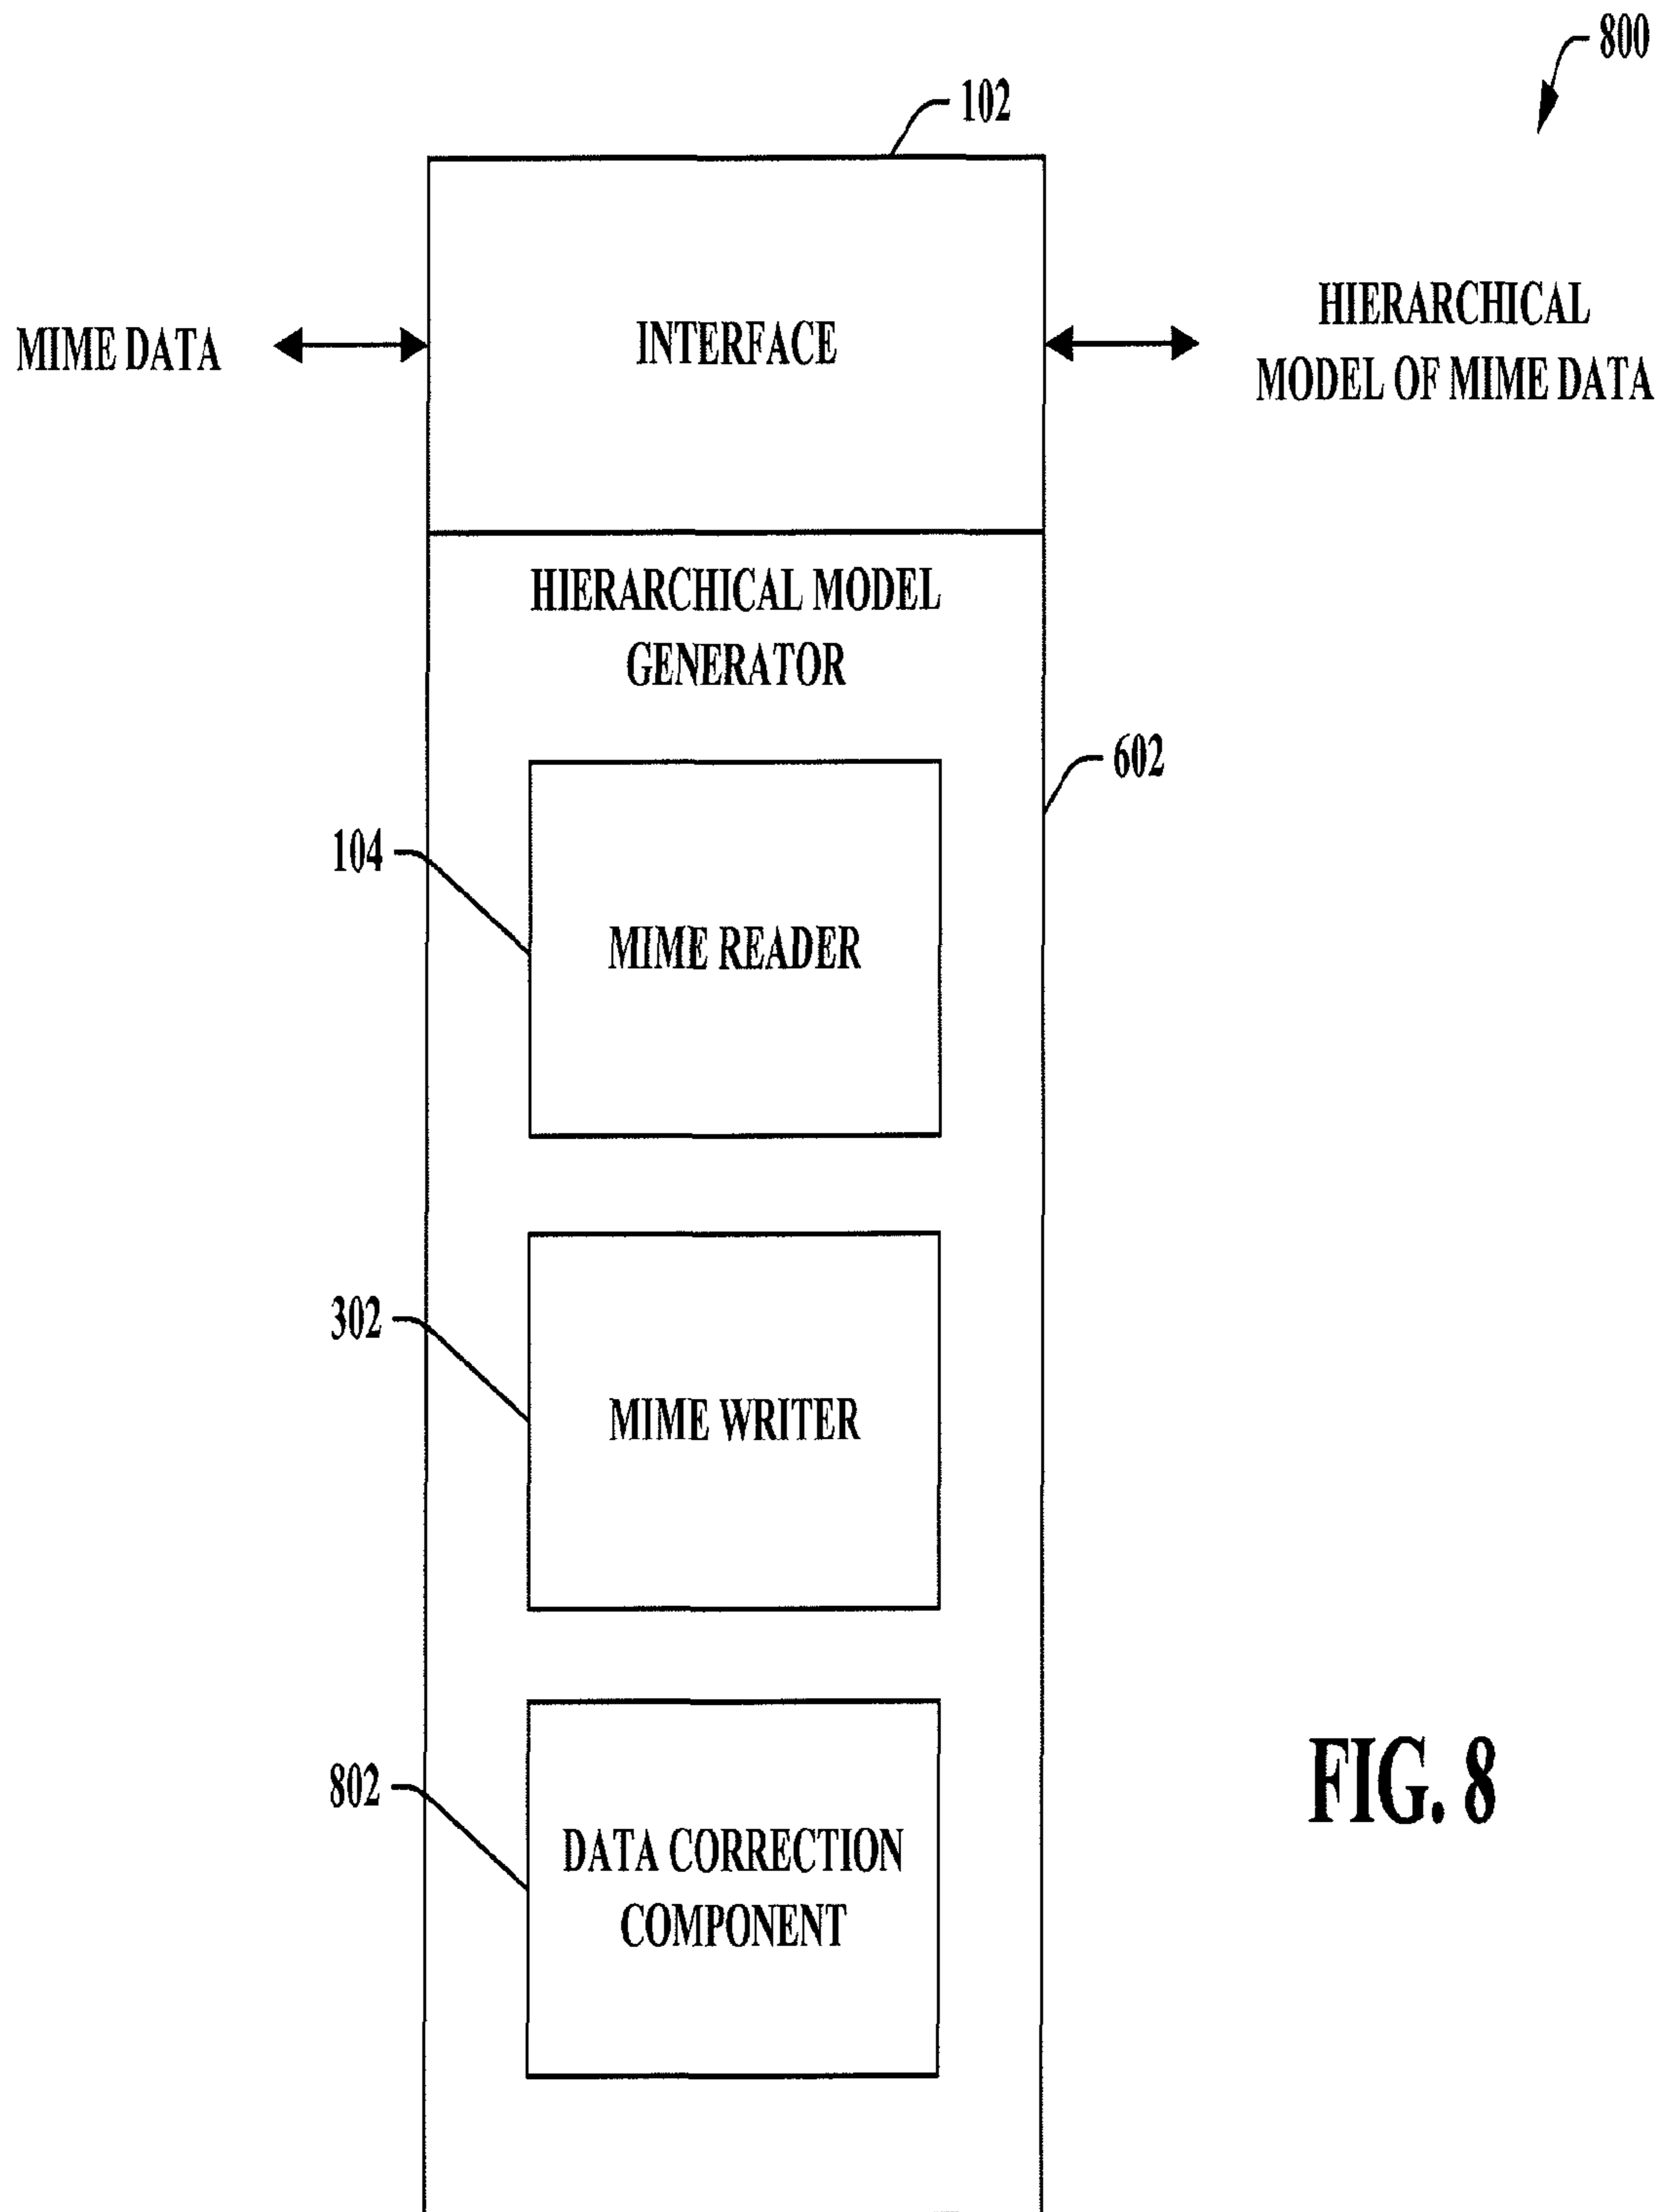 800
102
MIME DATA
INTERFACE
HIERARCHICAL
MODEL OF MIME DATA
HIERARCHICAL MODEL
GENERATOR
602
104
MIME READER
302
MIME WRITER
802
DATA CORRECTION
COMPONENT
FIG. 8